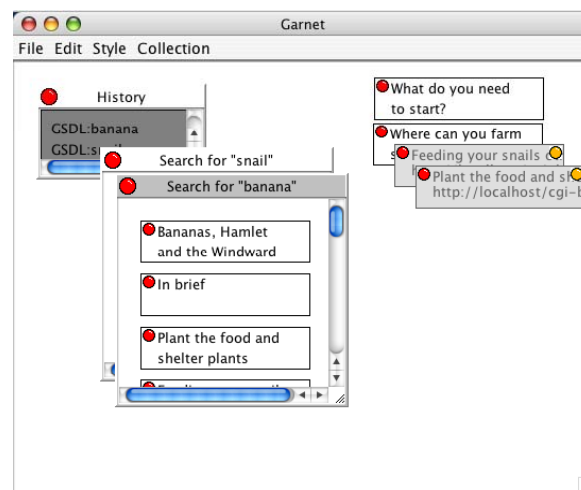 Garnet
File Edit Style Collection
History
GSDL:banana
Search for "snail"
Search for "banana"
Bananas, Hamlet
and the Windward
In brief
Plant the food and
shelter plants
What do you need
to start?
Where can you farm
Feeding your snails
Plant the food and
http://localhost/cgi-b